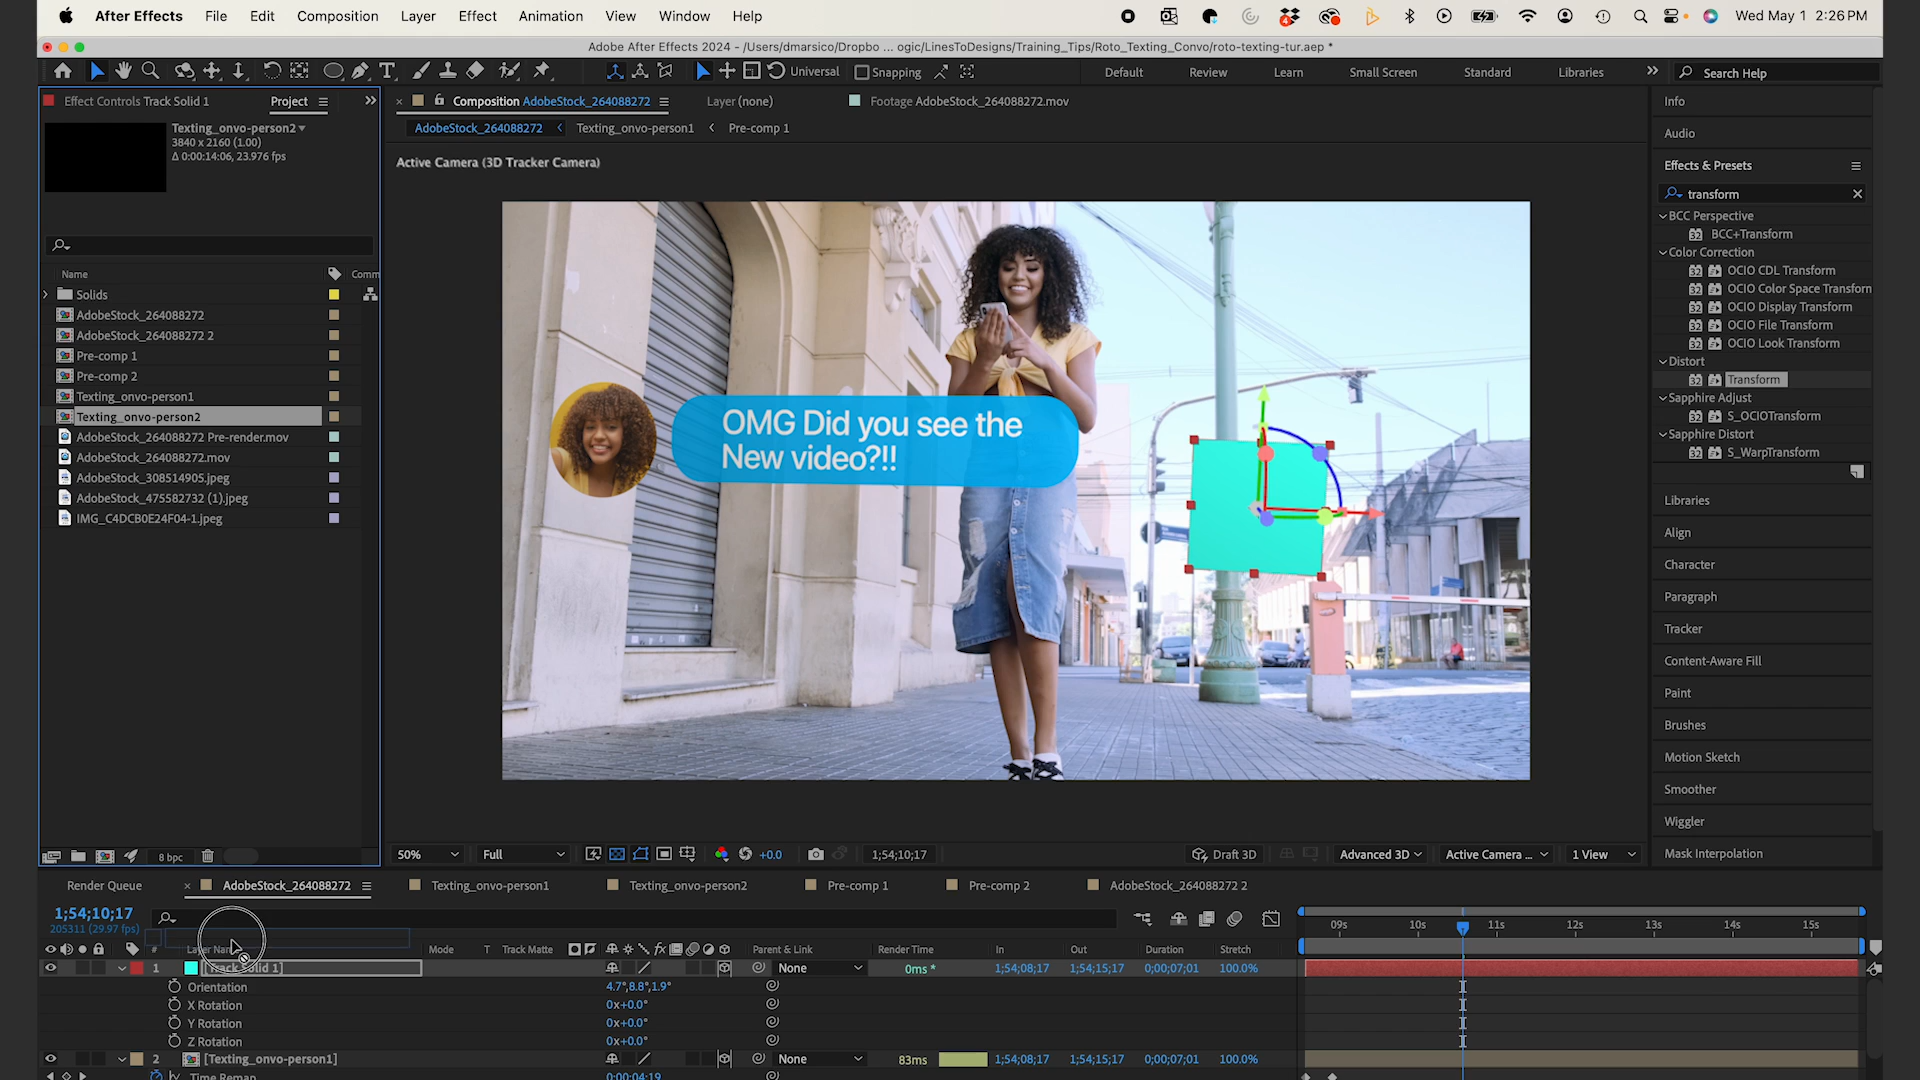 After Effects File Edit Composition Layer Effect Animation View Window Help Wed May 1 2:26 PM
Adobe After Effects 2024 - /Users/dmarsico/Dropbo ... ogic/LinesToDesigns/Training_Tips/Roto_Texting_Convo/roto-texting-tur.aep *
Universal Snapping Default Review Learn Small Screen Standard Libraries Search Help
Effect Controls Track Solid 1 Project
Composition AdobeStock_264088272 Layer (none) Footage AdobeStock_264088272.mov
AdobeStock_264088272 Texting_onvo-person1 Pre-comp 1
Active Camera (3D Tracker Camera)
Texting_onvo-person2
3840 x 2160 (1.00)
Δ 0:00:14:06, 23.976 fps
Name Comm
Solids
AdobeStock_264088272
AdobeStock_264088272 2
Pre-comp 1
Pre-comp 2
Texting_onvo-person1
Texting_onvo-person2
AdobeStock_264088272 Pre-render.mov
AdobeStock_264088272.mov
AdobeStock_308514905.jpeg
AdobeStock_475582732 (1).jpeg
IMG_C4DCB0E24F04-1.jpeg
8 bpc
OMG Did you see the
New video?!!
50% Full +0.0 1;54;10;17 Draft 3D Advanced 3D Active Camera ... 1 View
Info
Audio
Effects & Presets
transform
BCC Perspective
BCC+Transform
Color Correction
OCIO CDL Transform
OCIO Color Space Transform
OCIO Display Transform
OCIO File Transform
OCIO Look Transform
Distort
Transform
Sapphire Adjust
S_OCIOTransform
Sapphire Distort
S_WarpTransform
Libraries
Align
Character
Paragraph
Tracker
Content-Aware Fill
Paint
Brushes
Motion Sketch
Smoother
Wiggler
Mask Interpolation
Render Queue AdobeStock_264088272 Texting_onvo-person1 Texting_onvo-person2 Pre-comp 1 Pre-comp 2 AdobeStock_264088272 2
1;54;10;17
205311 (29.97 fps)
09s 10s 11s 12s 13s 14s 15s
# Layer Mode T Track Matte Parent & Link Render Time In Out Duration Stretch
1 [Track Solid 1] None 0ms * 1;54;08;17 1;54;15;17 0;00;07;01 100.0%
Orientation 4.7°,8.8°,1.9°
X Rotation 0x+0.0°
Y Rotation 0x+0.0°
Z Rotation 0x+0.0°
2 [Texting_onvo-person1] None 83ms 1;54;08;17 1;54;15;17 0;00;07;01 100.0%
Time Remap 0:00:04:19